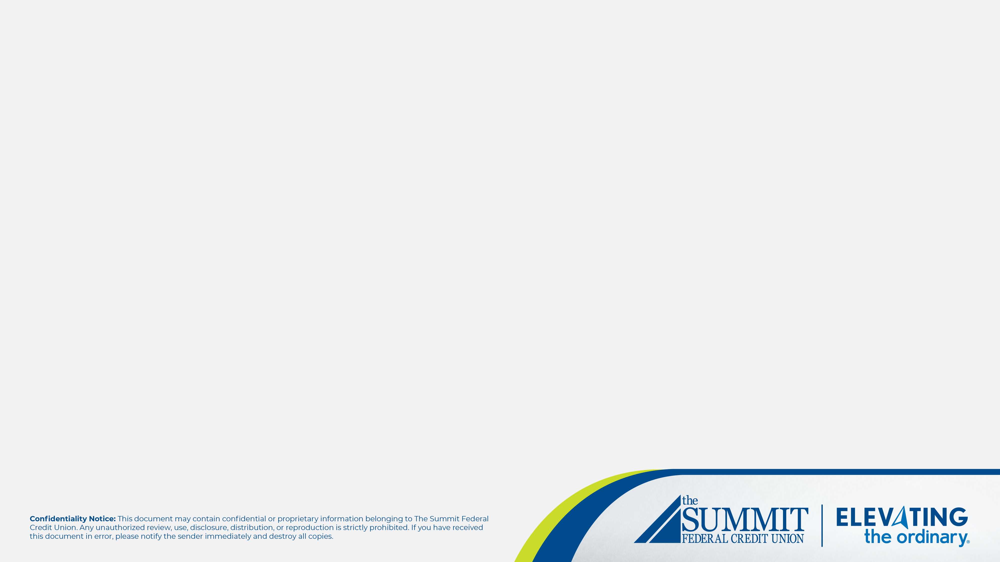 Confidentiality Notice: This document may contain confidential or proprietary information belonging to The Summit Federal
Credit Union. Any unauthorized review, use, disclosure, distribution, or reproduction is strictly prohibited. If you have received
this document in error, please notify the sender immediately and destroy all copies.
the
SUMMIT
FEDERAL CREDIT UNION
ELEVATING
the ordinary®